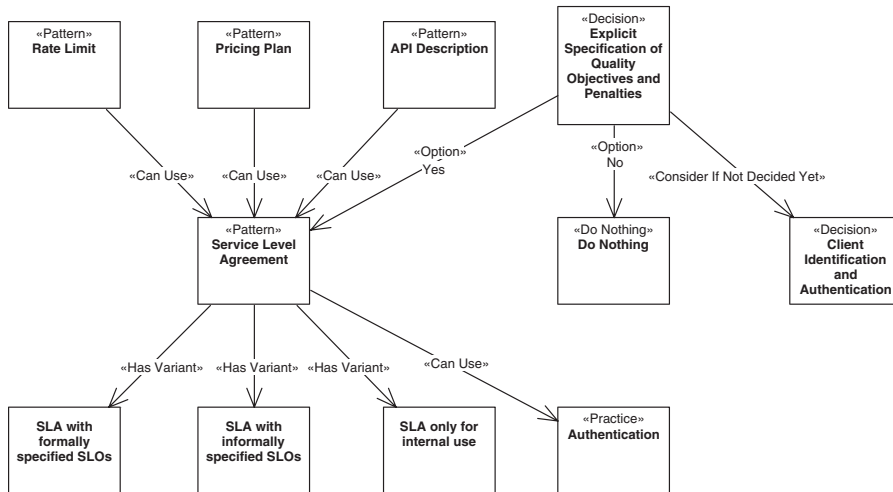 «Pattern»
Rate Limit
«Pattern»
Pricing Plan
«Pattern»
API Description
«Decision»
Explicit
Specification of
Quality
Objectives and
Penalties
«Can Use»
«Can Use»
«Can Use»
«Option»
Yes
«Option»
No
«Consider If Not Decided Yet»
«Pattern»
Service Level
Agreement
«Do Nothing»
Do Nothing
«Decision»
Client
Identification
and
Authentication
«Has Variant»
«Has Variant»
«Has Variant»
«Can Use»
SLA with
formally
specified SLOs
SLA with
informally
specified SLOs
SLA only for
internal use
«Practice»
Authentication